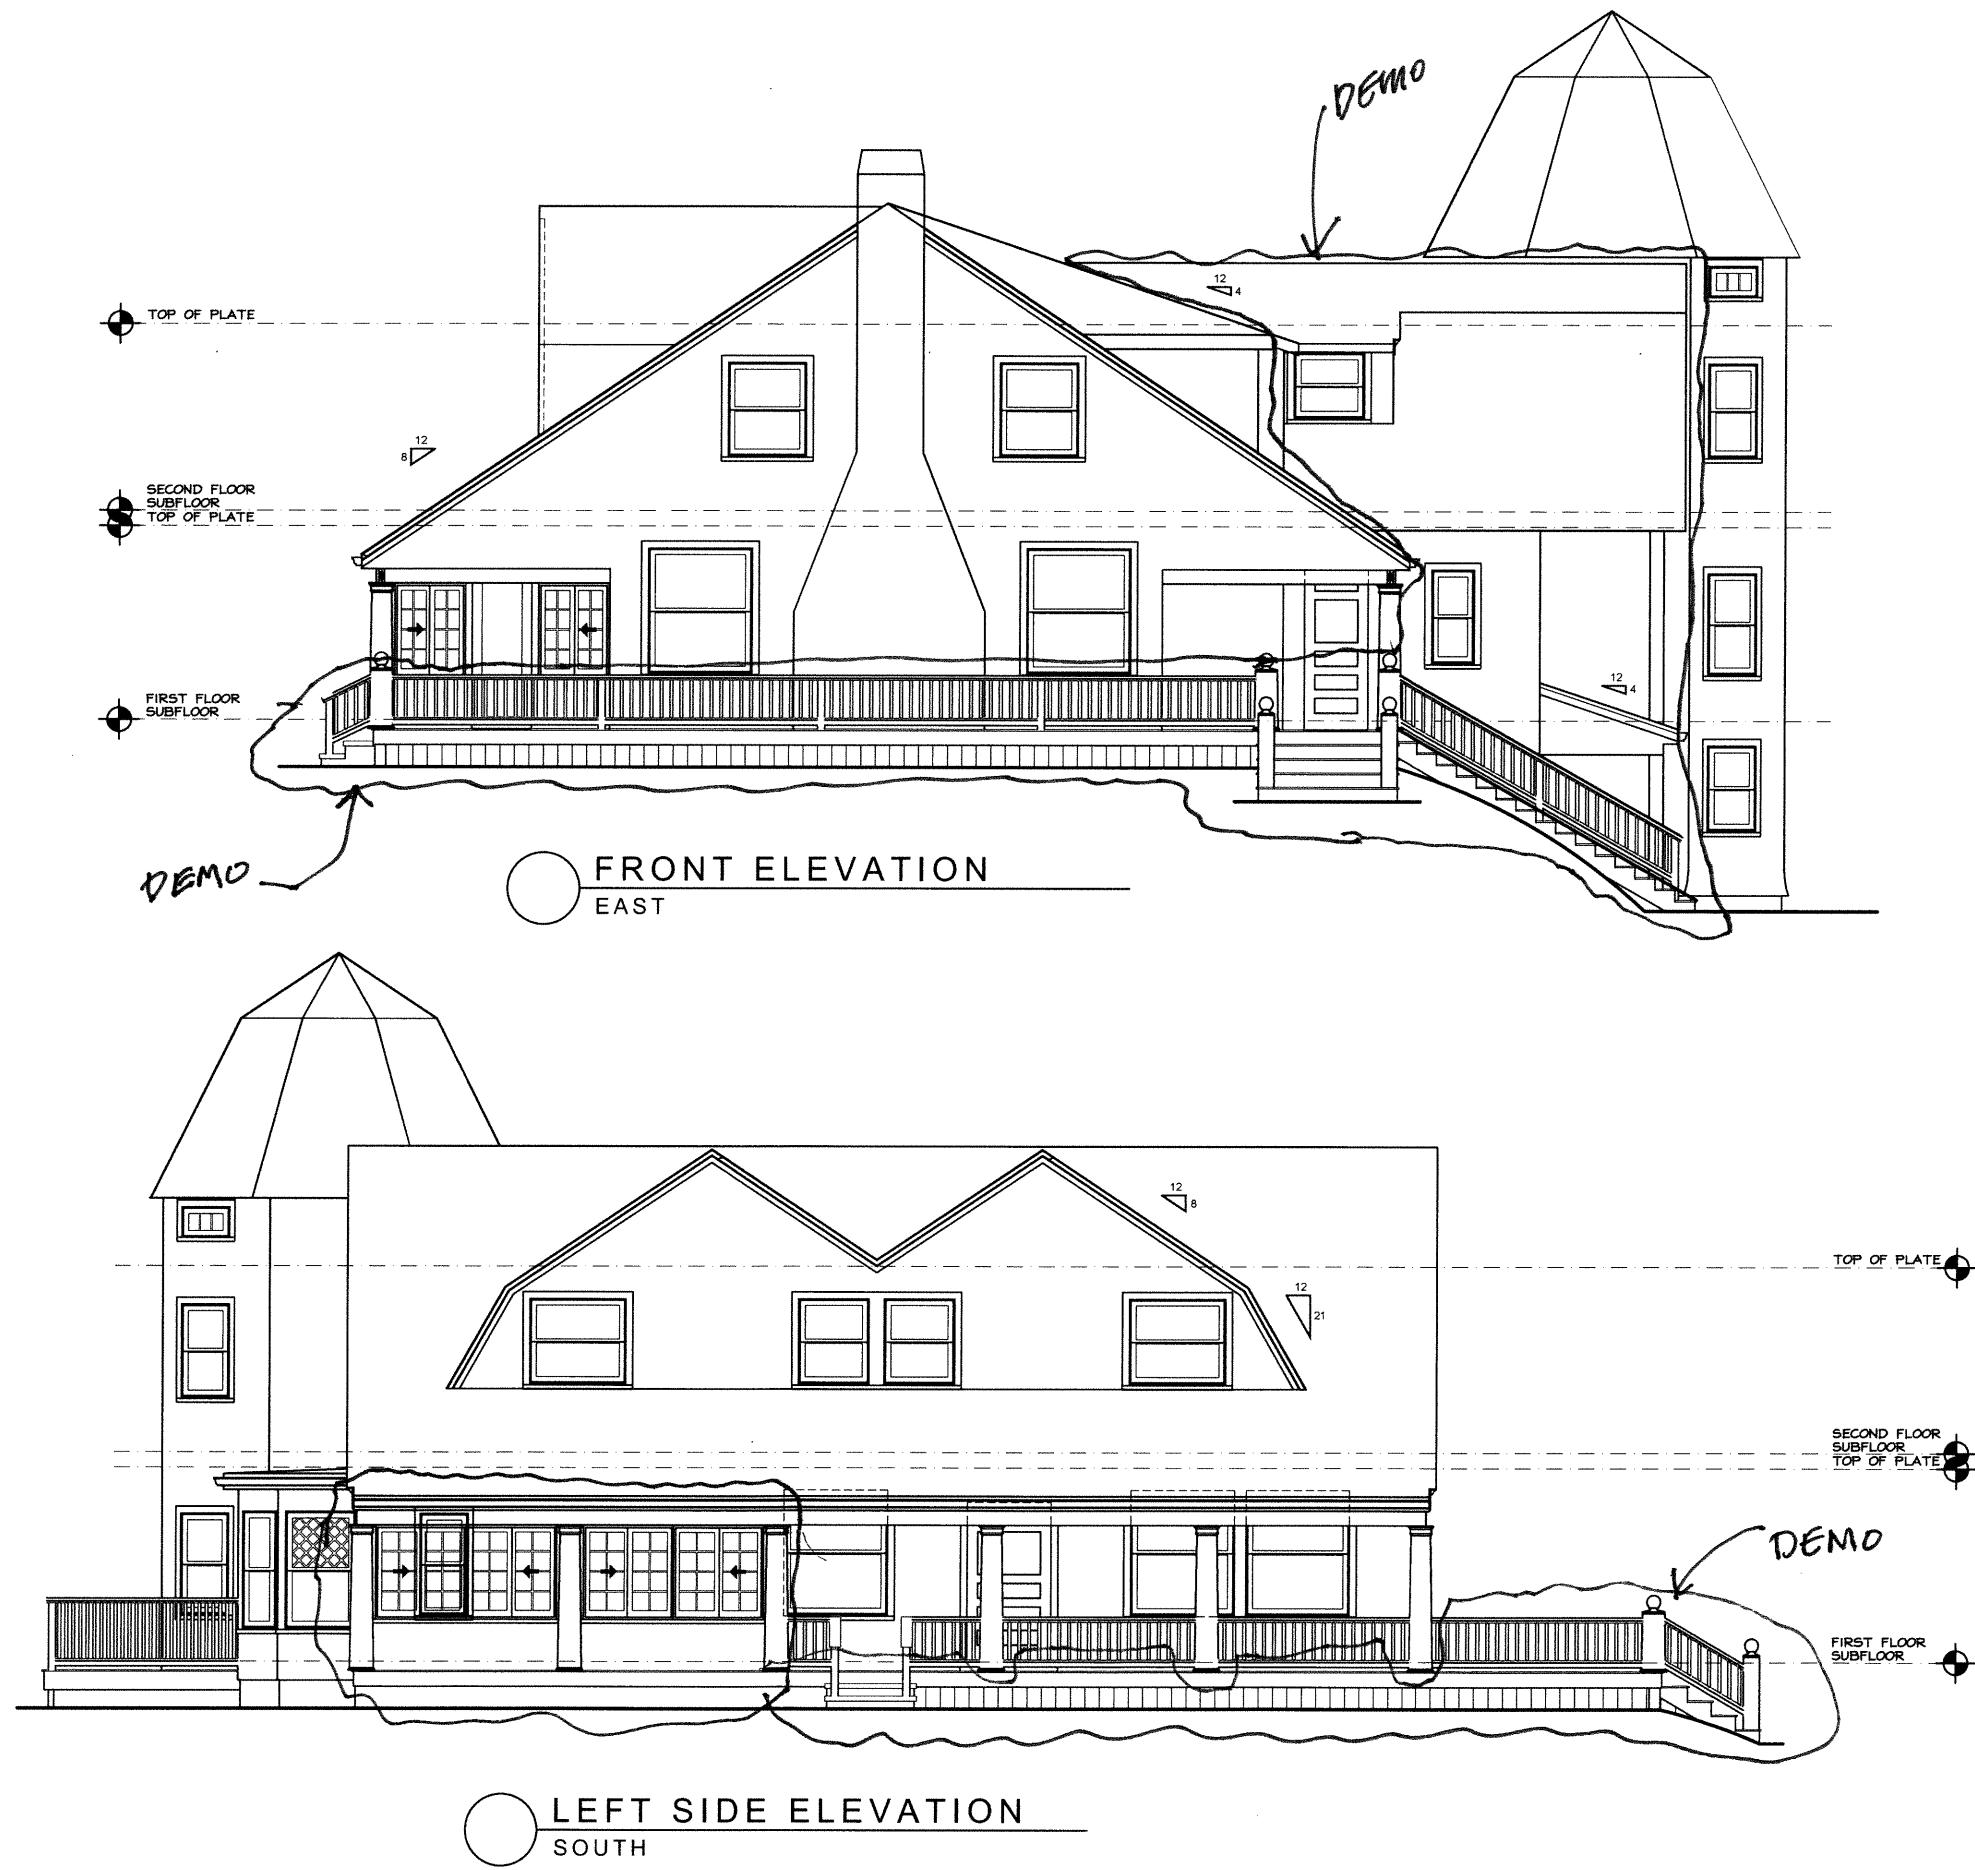 DEMO
12
4
TOP OF PLATE
12
8
SECOND FLOOR
SUBFLOOR
TOP OF PLATE
12
4
FIRST FLOOR
SUBFLOOR
DEMO
FRONT ELEVATION
EAST
12
8
TOP OF PLATE
12
21
SECOND FLOOR
SUBFLOOR
TOP OF PLATE
DEMO
FIRST FLOOR
SUBFLOOR
LEFT SIDE ELEVATION
SOUTH